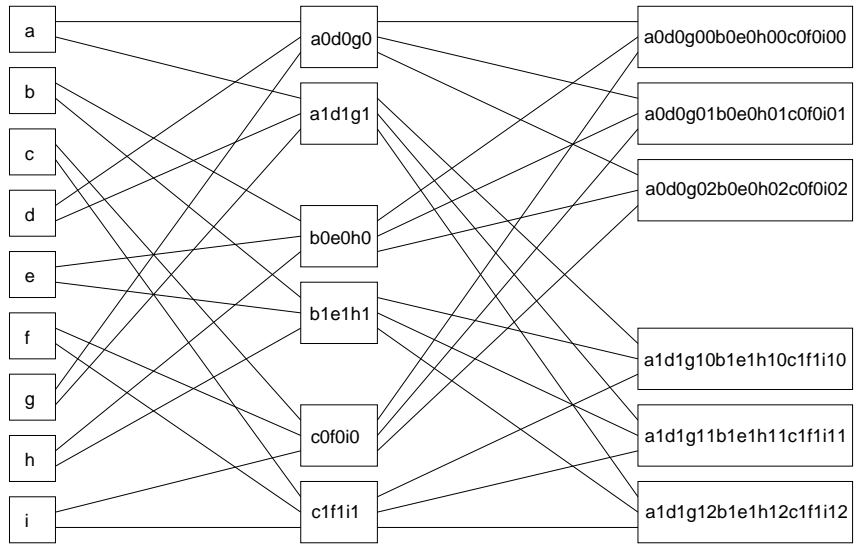 a
b
c
d
e
f
g
h
i
a0d0g0
a1d1g1
b0e0h0
b1e1h1
c0f0i0
c1f1i1
a0d0g00b0e0h00c0f0i00
a0d0g01b0e0h01c0f0i01
a0d0g02b0e0h02c0f0i02
a1d1g10b1e1h10c1f1i10
a1d1g11b1e1h11c1f1i11
a1d1g12b1e1h12c1f1i12